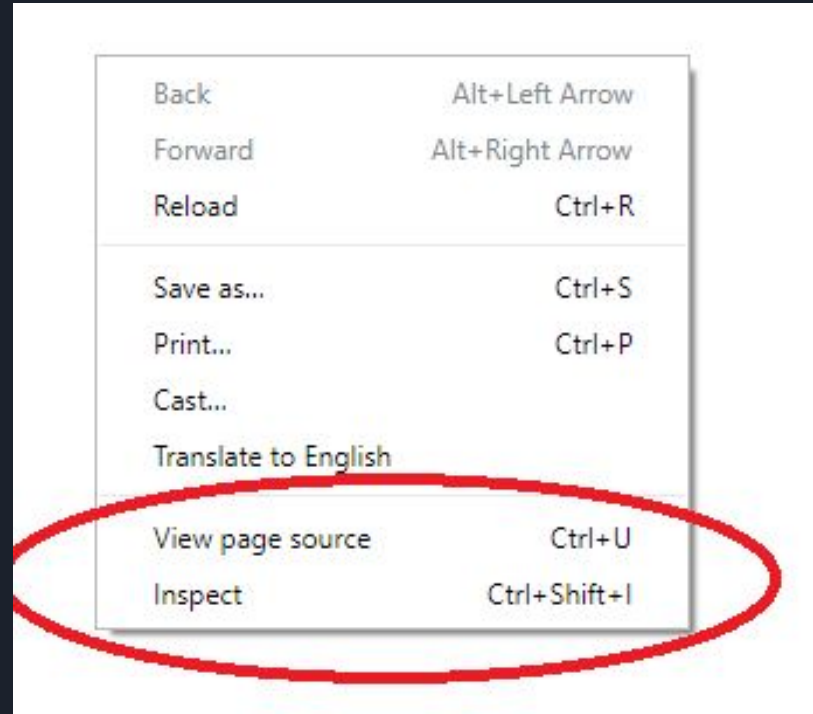 Back Alt+Left Arrow
Forward Alt+Right Arrow
Reload Ctrl+R
Save as... Ctrl+S
Print... Ctrl+P
Cast...
Translate to English
View page source Ctrl+U
Inspect Ctrl+Shift+I